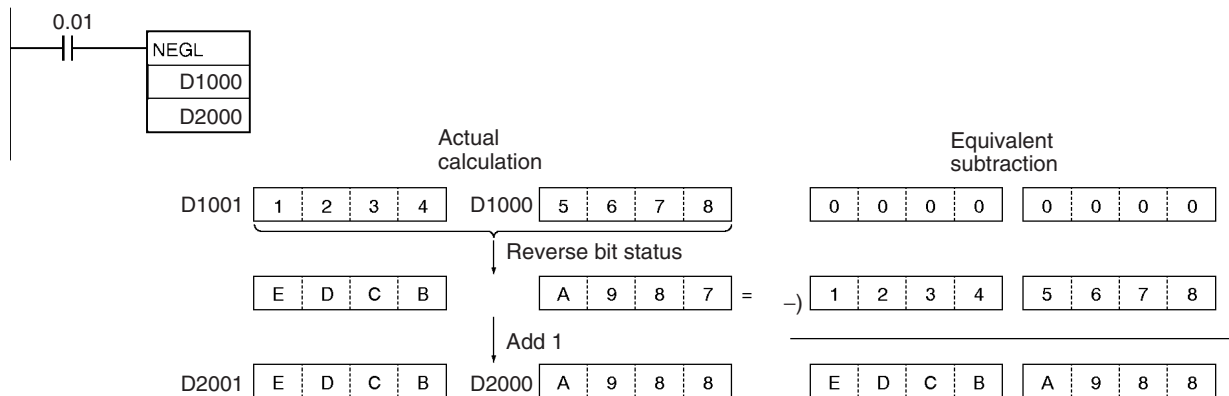 0.01
NEGL
D1000
D2000
Actual
calculation
Equivalent
subtraction
D1001 1 2 3 4 D1000 5 6 7 8 0 0 0 0 0 0 0 0
Reverse bit status
E D C B A 9 8 7 = –) 1 2 3 4 5 6 7 8
Add 1
D2001 E D C B D2000 A 9 8 8 E D C B A 9 8 8